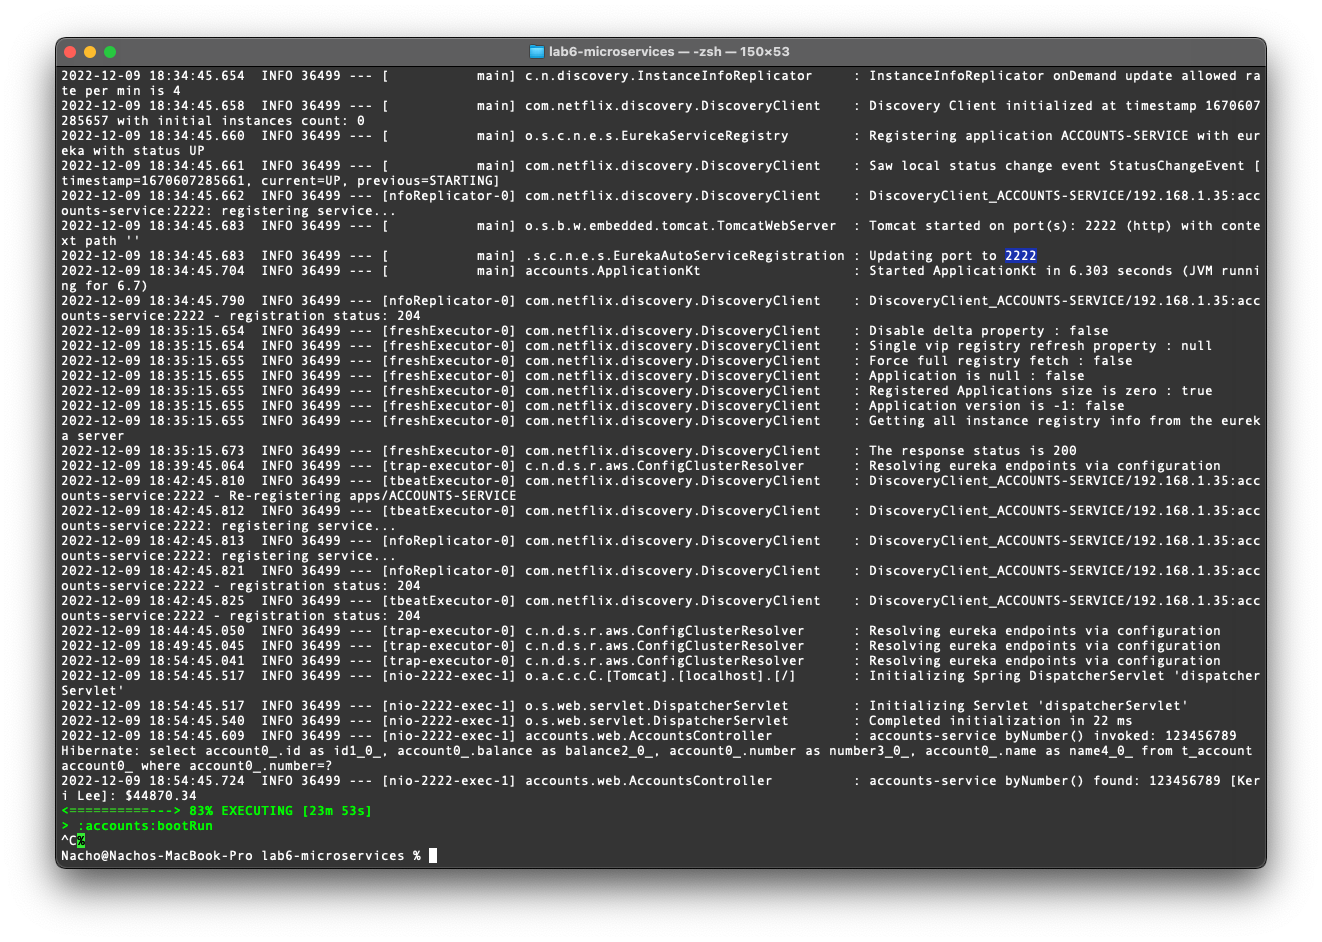 lab6-microservices — -zsh — 150×53
2022-12-09 18:34:45.654  INFO 36499 --- [           main] c.n.discovery.InstanceInfoReplicator     : InstanceInfoReplicator onDemand update allowed ra
te per min is 4
2022-12-09 18:34:45.658  INFO 36499 --- [           main] com.netflix.discovery.DiscoveryClient    : Discovery Client initialized at timestamp 1670607
285657 with initial instances count: 0
2022-12-09 18:34:45.660  INFO 36499 --- [           main] o.s.c.n.e.s.EurekaServiceRegistry        : Registering application ACCOUNTS-SERVICE with eur
eka with status UP
2022-12-09 18:34:45.661  INFO 36499 --- [           main] com.netflix.discovery.DiscoveryClient    : Saw local status change event StatusChangeEvent [
timestamp=1670607285661, current=UP, previous=STARTING]
2022-12-09 18:34:45.662  INFO 36499 --- [nfoReplicator-0] com.netflix.discovery.DiscoveryClient    : DiscoveryClient_ACCOUNTS-SERVICE/192.168.1.35:acc
ounts-service:2222: registering service...
2022-12-09 18:34:45.683  INFO 36499 --- [           main] o.s.b.w.embedded.tomcat.TomcatWebServer  : Tomcat started on port(s): 2222 (http) with conte
xt path ''
2022-12-09 18:34:45.683  INFO 36499 --- [           main] .s.c.n.e.s.EurekaAutoServiceRegistration : Updating port to 2222
2022-12-09 18:34:45.704  INFO 36499 --- [           main] accounts.ApplicationKt                   : Started ApplicationKt in 6.303 seconds (JVM runni
ng for 6.7)
2022-12-09 18:34:45.790  INFO 36499 --- [nfoReplicator-0] com.netflix.discovery.DiscoveryClient    : DiscoveryClient_ACCOUNTS-SERVICE/192.168.1.35:acc
ounts-service:2222 - registration status: 204
2022-12-09 18:35:15.654  INFO 36499 --- [freshExecutor-0] com.netflix.discovery.DiscoveryClient    : Disable delta property : false
2022-12-09 18:35:15.654  INFO 36499 --- [freshExecutor-0] com.netflix.discovery.DiscoveryClient    : Single vip registry refresh property : null
2022-12-09 18:35:15.655  INFO 36499 --- [freshExecutor-0] com.netflix.discovery.DiscoveryClient    : Force full registry fetch : false
2022-12-09 18:35:15.655  INFO 36499 --- [freshExecutor-0] com.netflix.discovery.DiscoveryClient    : Application is null : false
2022-12-09 18:35:15.655  INFO 36499 --- [freshExecutor-0] com.netflix.discovery.DiscoveryClient    : Registered Applications size is zero : true
2022-12-09 18:35:15.655  INFO 36499 --- [freshExecutor-0] com.netflix.discovery.DiscoveryClient    : Application version is -1: false
2022-12-09 18:35:15.655  INFO 36499 --- [freshExecutor-0] com.netflix.discovery.DiscoveryClient    : Getting all instance registry info from the eurek
a server
2022-12-09 18:35:15.673  INFO 36499 --- [freshExecutor-0] com.netflix.discovery.DiscoveryClient    : The response status is 200
2022-12-09 18:39:45.064  INFO 36499 --- [trap-executor-0] c.n.d.s.r.aws.ConfigClusterResolver      : Resolving eureka endpoints via configuration
2022-12-09 18:42:45.810  INFO 36499 --- [tbeatExecutor-0] com.netflix.discovery.DiscoveryClient    : DiscoveryClient_ACCOUNTS-SERVICE/192.168.1.35:acc
ounts-service:2222 - Re-registering apps/ACCOUNTS-SERVICE
2022-12-09 18:42:45.812  INFO 36499 --- [tbeatExecutor-0] com.netflix.discovery.DiscoveryClient    : DiscoveryClient_ACCOUNTS-SERVICE/192.168.1.35:acc
ounts-service:2222: registering service...
2022-12-09 18:42:45.813  INFO 36499 --- [nfoReplicator-0] com.netflix.discovery.DiscoveryClient    : DiscoveryClient_ACCOUNTS-SERVICE/192.168.1.35:acc
ounts-service:2222: registering service...
2022-12-09 18:42:45.821  INFO 36499 --- [nfoReplicator-0] com.netflix.discovery.DiscoveryClient    : DiscoveryClient_ACCOUNTS-SERVICE/192.168.1.35:acc
ounts-service:2222 - registration status: 204
2022-12-09 18:42:45.825  INFO 36499 --- [tbeatExecutor-0] com.netflix.discovery.DiscoveryClient    : DiscoveryClient_ACCOUNTS-SERVICE/192.168.1.35:acc
ounts-service:2222 - registration status: 204
2022-12-09 18:44:45.050  INFO 36499 --- [trap-executor-0] c.n.d.s.r.aws.ConfigClusterResolver      : Resolving eureka endpoints via configuration
2022-12-09 18:49:45.045  INFO 36499 --- [trap-executor-0] c.n.d.s.r.aws.ConfigClusterResolver      : Resolving eureka endpoints via configuration
2022-12-09 18:54:45.041  INFO 36499 --- [trap-executor-0] c.n.d.s.r.aws.ConfigClusterResolver      : Resolving eureka endpoints via configuration
2022-12-09 18:54:45.517  INFO 36499 --- [nio-2222-exec-1] o.a.c.c.C.[Tomcat].[localhost].[/]       : Initializing Spring DispatcherServlet 'dispatcher
Servlet'
2022-12-09 18:54:45.517  INFO 36499 --- [nio-2222-exec-1] o.s.web.servlet.DispatcherServlet        : Initializing Servlet 'dispatcherServlet'
2022-12-09 18:54:45.540  INFO 36499 --- [nio-2222-exec-1] o.s.web.servlet.DispatcherServlet        : Completed initialization in 22 ms
2022-12-09 18:54:45.609  INFO 36499 --- [nio-2222-exec-1] accounts.web.AccountsController          : accounts-service byNumber() invoked: 123456789
Hibernate: select account0_.id as id1_0_, account0_.balance as balance2_0_, account0_.number as number3_0_, account0_.name as name4_0_ from t_account
account0_ where account0_.number=?
2022-12-09 18:54:45.724  INFO 36499 --- [nio-2222-exec-1] accounts.web.AccountsController          : accounts-service byNumber() found: 123456789 [Ker
i Lee]: $44870.34
<==========---> 83% EXECUTING [23m 53s]
> :accounts:bootRun
^C%
Nacho@Nachos-MacBook-Pro lab6-microservices %